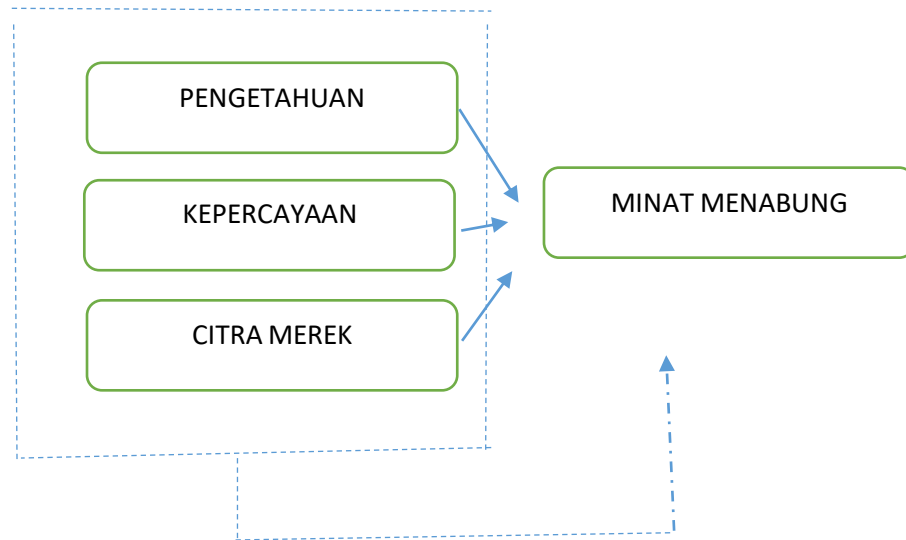 PENGETAHUAN
KEPERCAYAAN
MINAT MENABUNG
CITRA MEREK